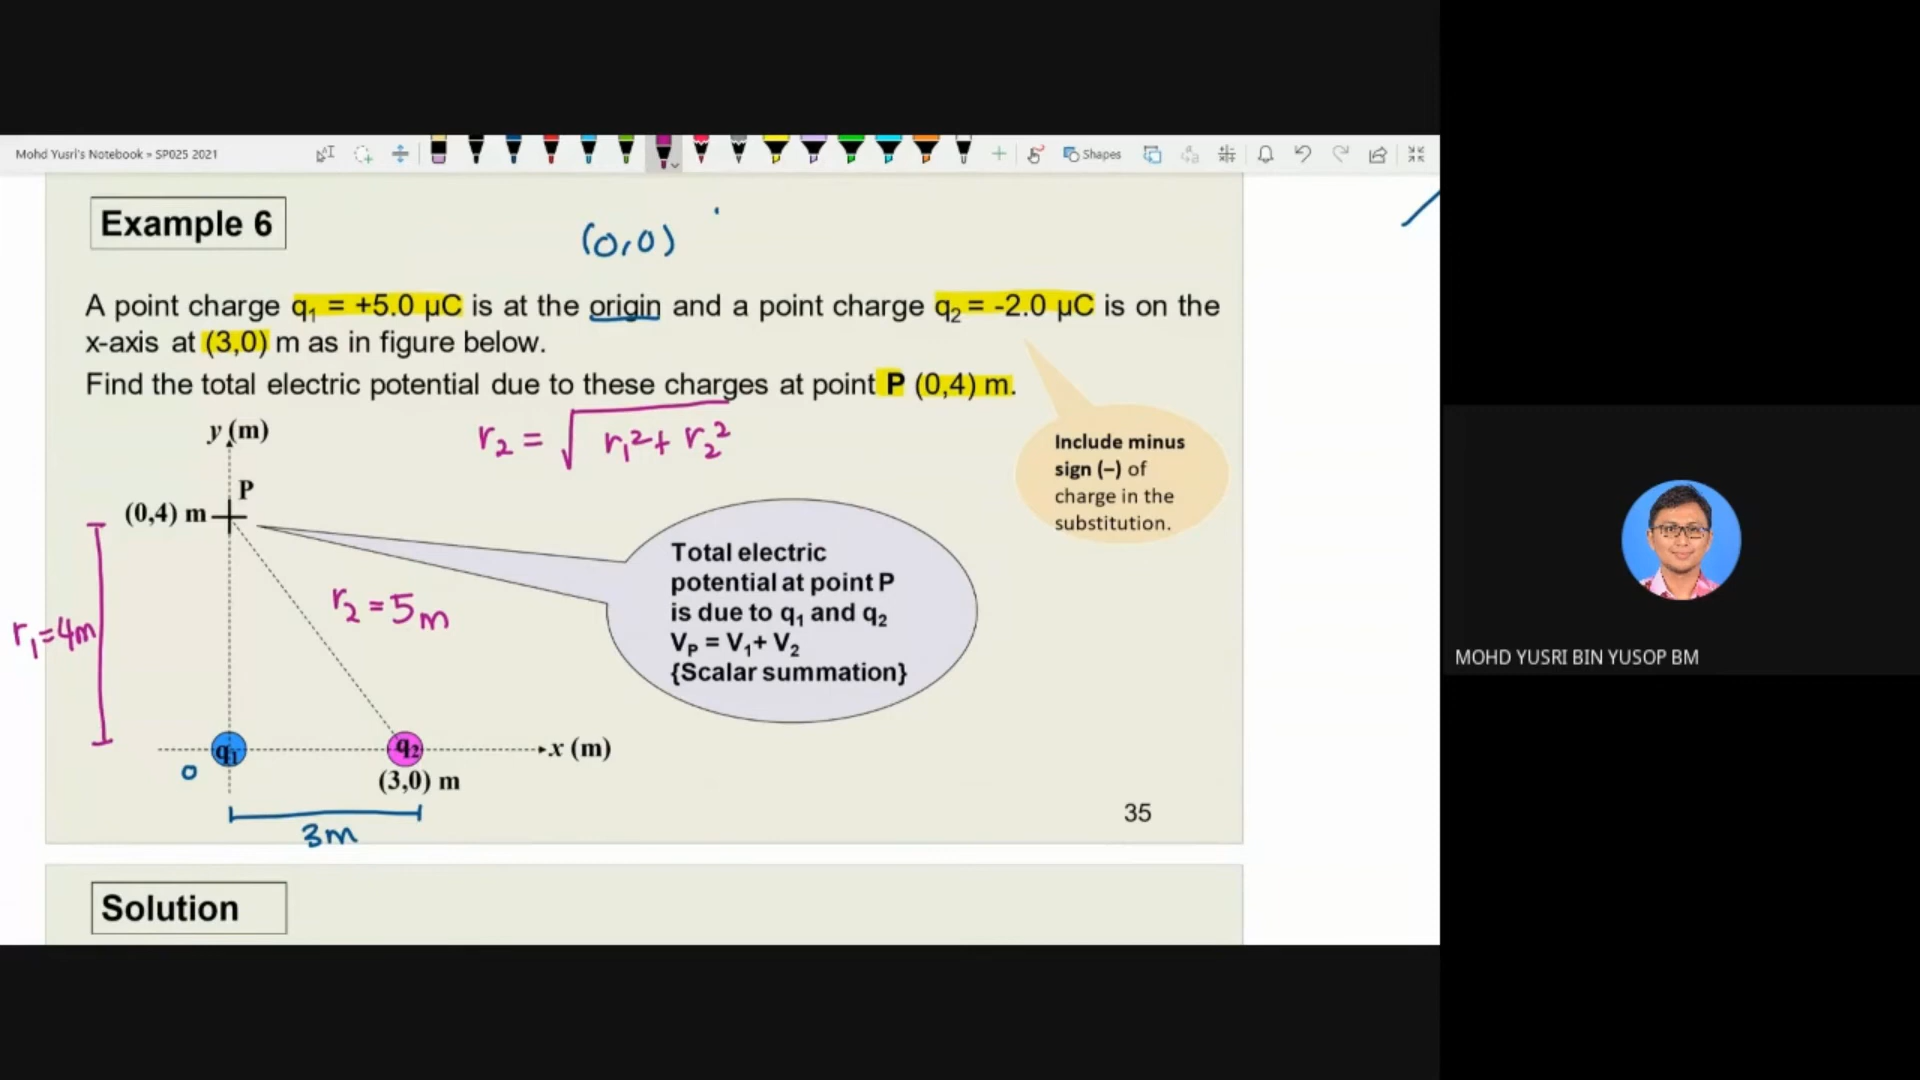 Mohd Yusri's Notebook » SP025 2021
Shapes
Example 6
(0,0)
A point charge q₁ = +5.0 µC is at the origin and a point charge q₂ = -2.0 µC is on the
x-axis at (3,0) m as in figure below.
Find the total electric potential due to these charges at point P (0,4) m.
y (m)
r₂ = √r₁² + r₂²
Include minus
sign (–) of
charge in the
substitution.
P
(0,4) m
Total electric
potential at point P
is due to q₁ and q₂
Vₚ = V₁+ V₂
{Scalar summation}
r₂ = 5m
r₁=4m
q₁
q₂
x (m)
0
(3,0) m
3m
35
Solution
MOHD YUSRI BIN YUSOP BM